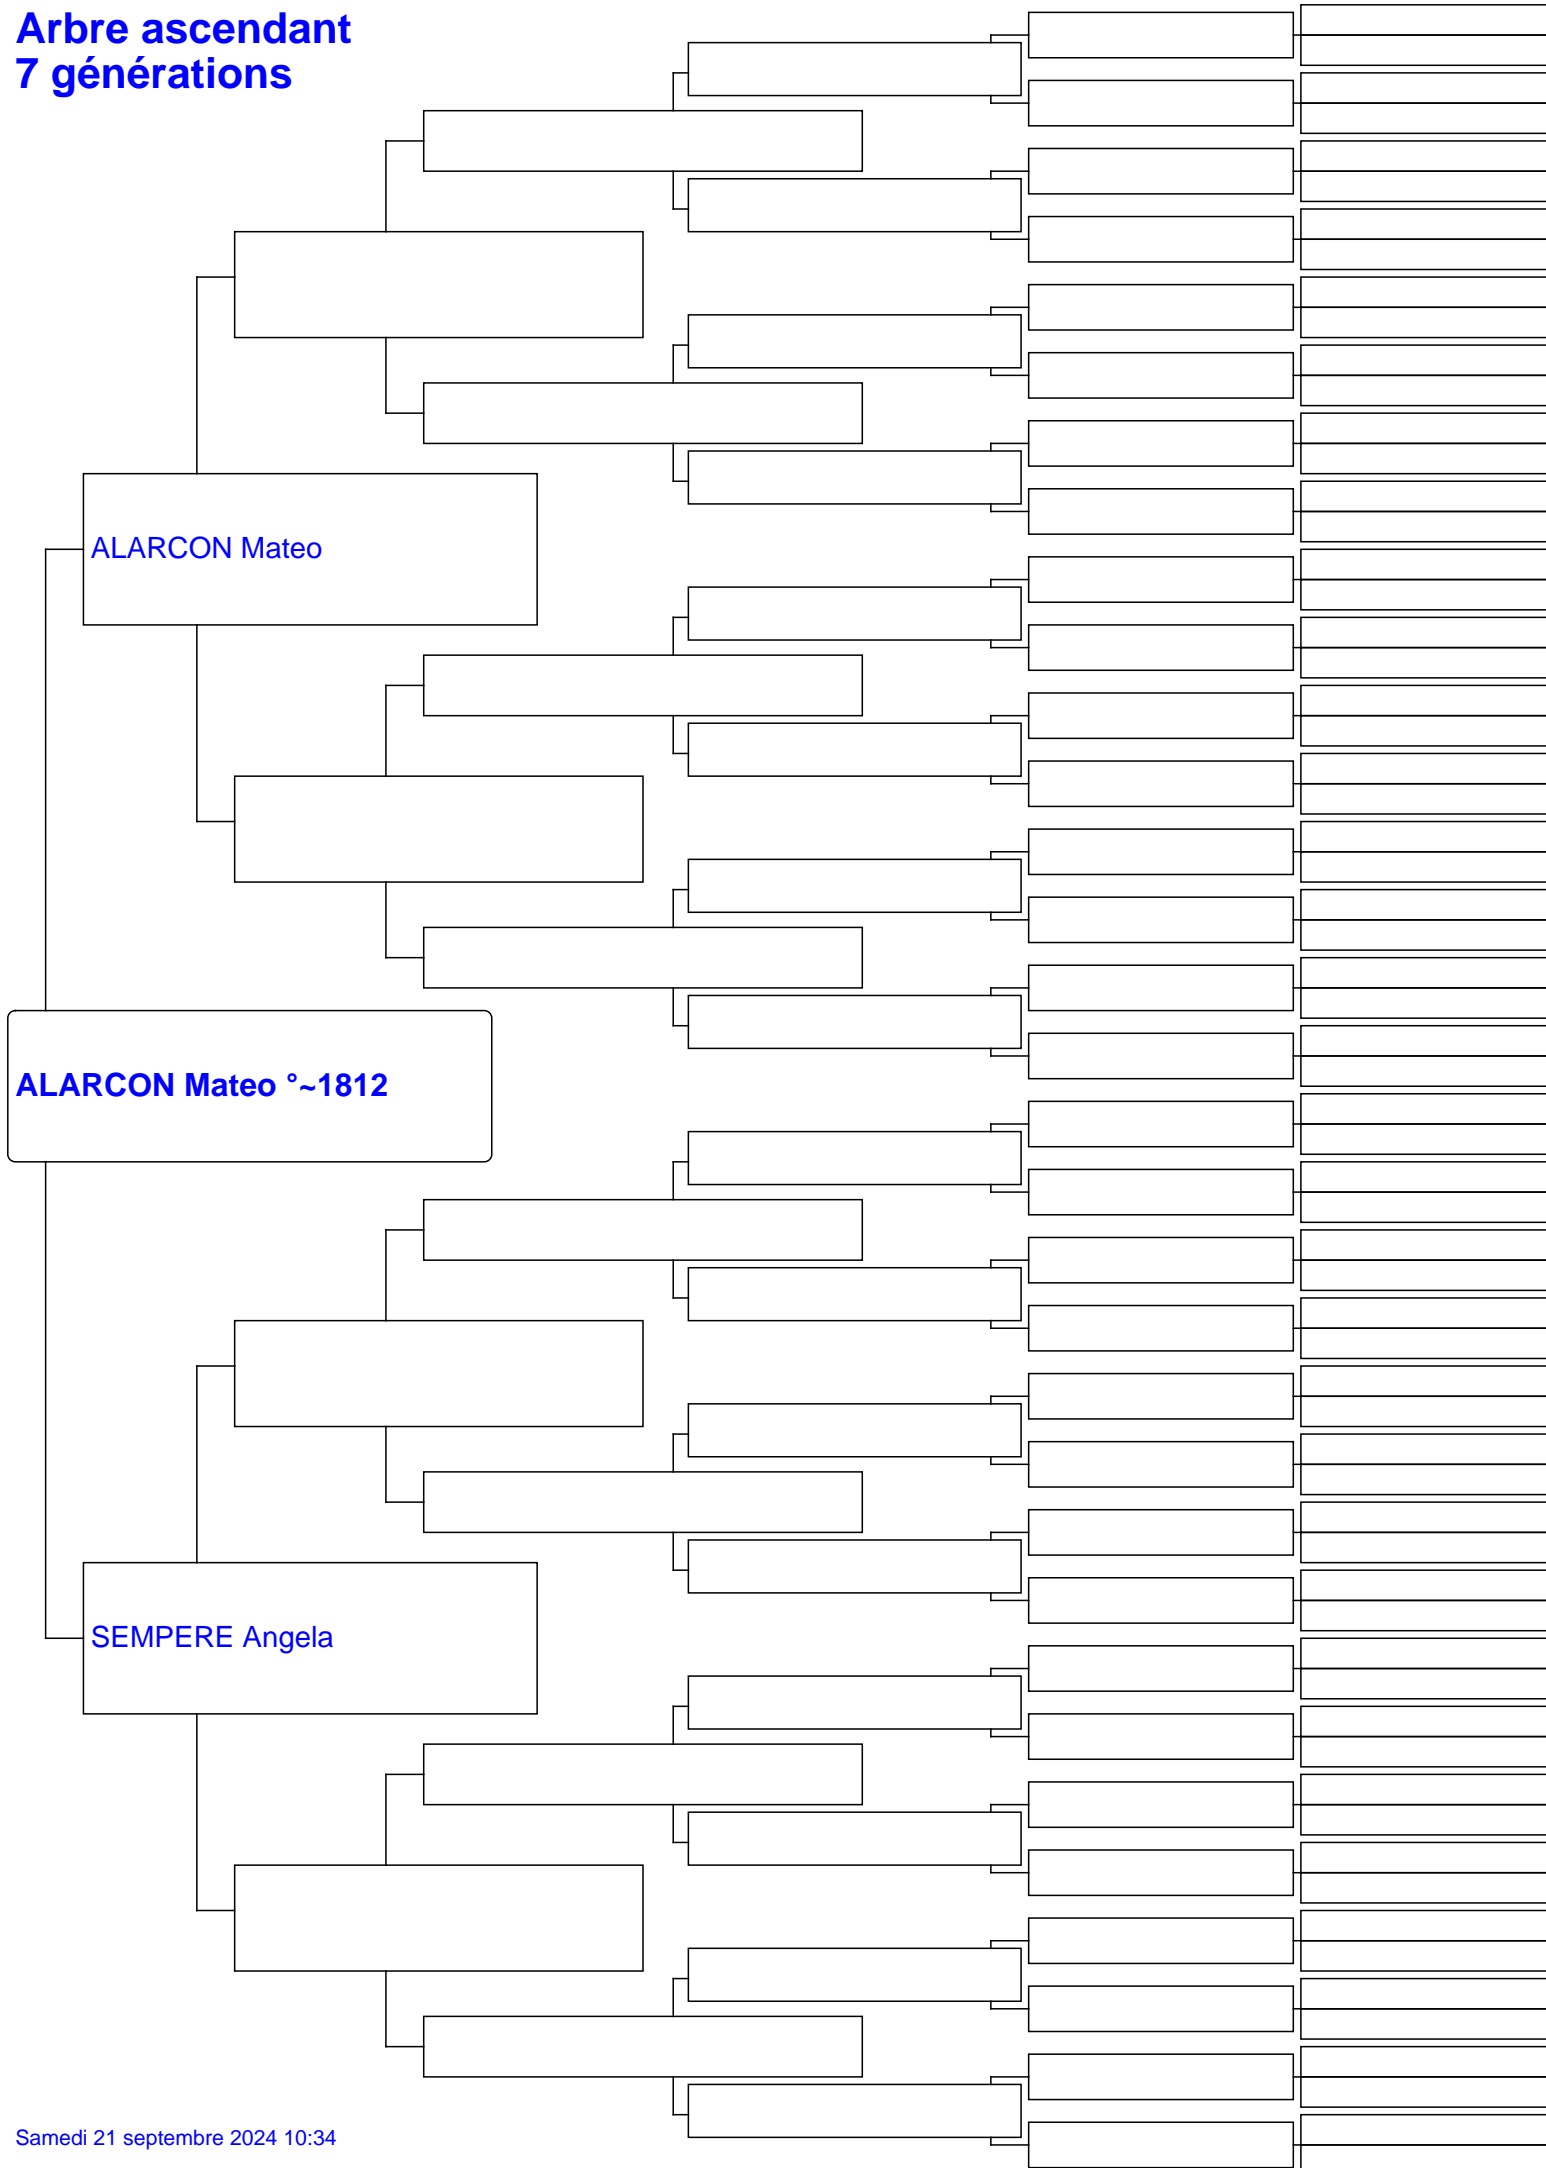 Arbre ascendant
7 générations
ALARCON Mateo
ALARCON Mateo °~1812
SEMPERE Angela
Samedi 21 septembre 2024 10:34